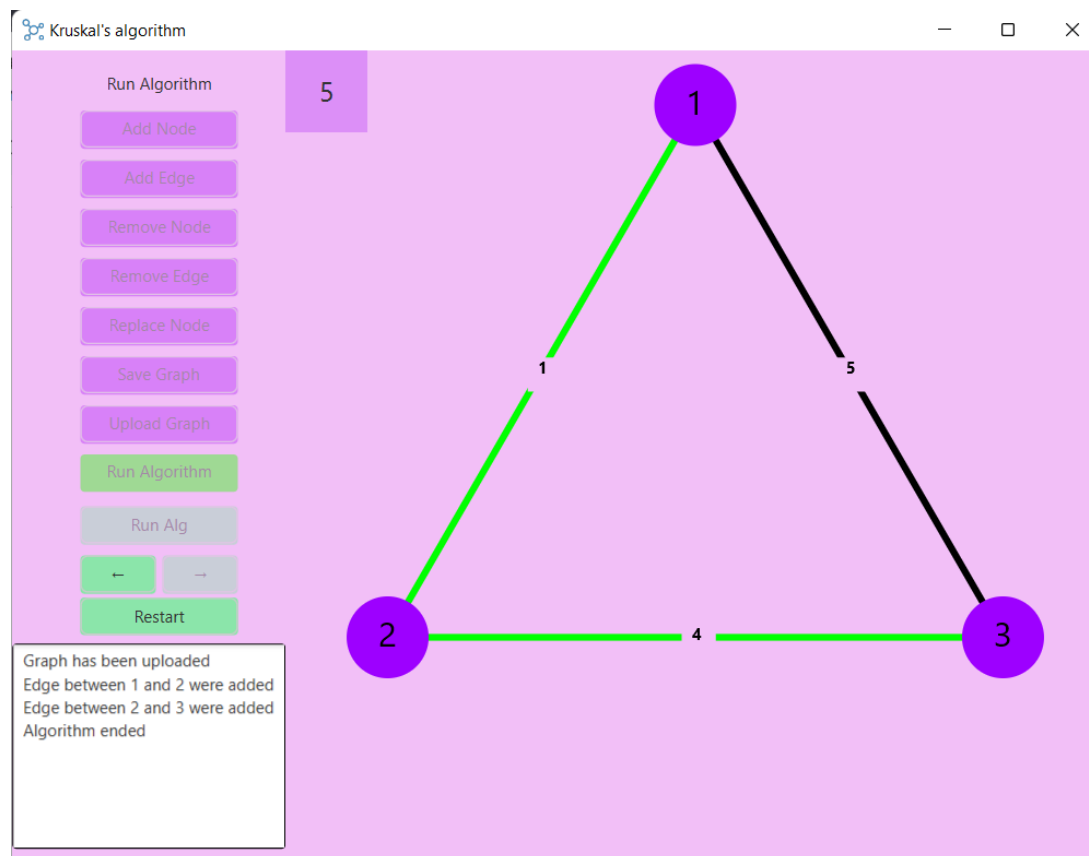 Kruskal's algorithm
Run Algorithm
Add Node
Add Edge
Remove Node
Remove Edge
Replace Node
Save Graph
Upload Graph
Run Algorithm
Run Alg
← →
Restart
Graph has been uploaded
Edge between 1 and 2 were added
Edge between 2 and 3 were added
Algorithm ended
5
1
1
5
2
4
3